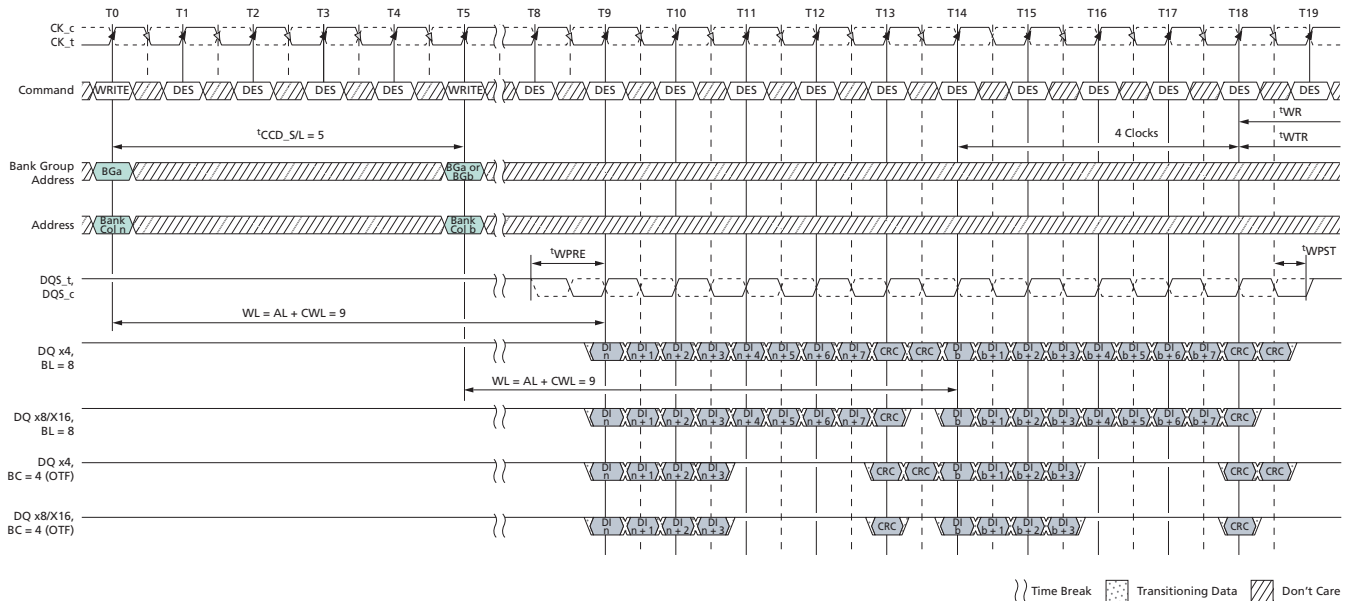 T0 T1 T2 T3 T4 T5 T8 T9 T10 T11 T12 T13 T14 T15 T16 T17 T18 T19
CK_c
CK_t
Command WRITE DES DES DES DES WRITE DES DES DES DES DES DES DES DES DES DES DES DES
tWR
tCCD_S/L = 5 4 Clocks tWTR
Bank Group
Address
BGa BGa or
BGb
Address Bank
Col n
Bank
Col b
tWPRE tWPST
DQS_t,
DQS_c
WL = AL + CWL = 9
DQ x4,
BL = 8
DI
n
DI
n + 1
DI
n + 2
DI
n + 3
DI
n + 4
DI
n + 5
DI
n + 6
DI
n + 7
CRC CRC
DI
b
DI
b + 1
DI
b + 2
DI
b + 3
DI
b + 4
DI
b + 5
DI
b + 6
DI
b + 7
CRC CRC
WL = AL + CWL = 9
DQ x8/X16,
BL = 8
DI
n
DI
n + 1
DI
n + 2
DI
n + 3
DI
n + 4
DI
n + 5
DI
n + 6
DI
n + 7
CRC
DI
b
DI
b + 1
DI
b + 2
DI
b + 3
DI
b + 4
DI
b + 5
DI
b + 6
DI
b + 7
CRC
DQ x4,
BC = 4 (OTF)
DI
n
DI
n + 1
DI
n + 2
DI
n + 3
CRC CRC
DI
b
DI
b + 1
DI
b + 2
DI
b + 3
CRC CRC
DQ x8/X16,
BC = 4 (OTF)
DI
n
DI
n + 1
DI
n + 2
DI
n + 3
CRC
DI
b
DI
b + 1
DI
b + 2
DI
b + 3
CRC
Time Break Transitioning Data Don't Care